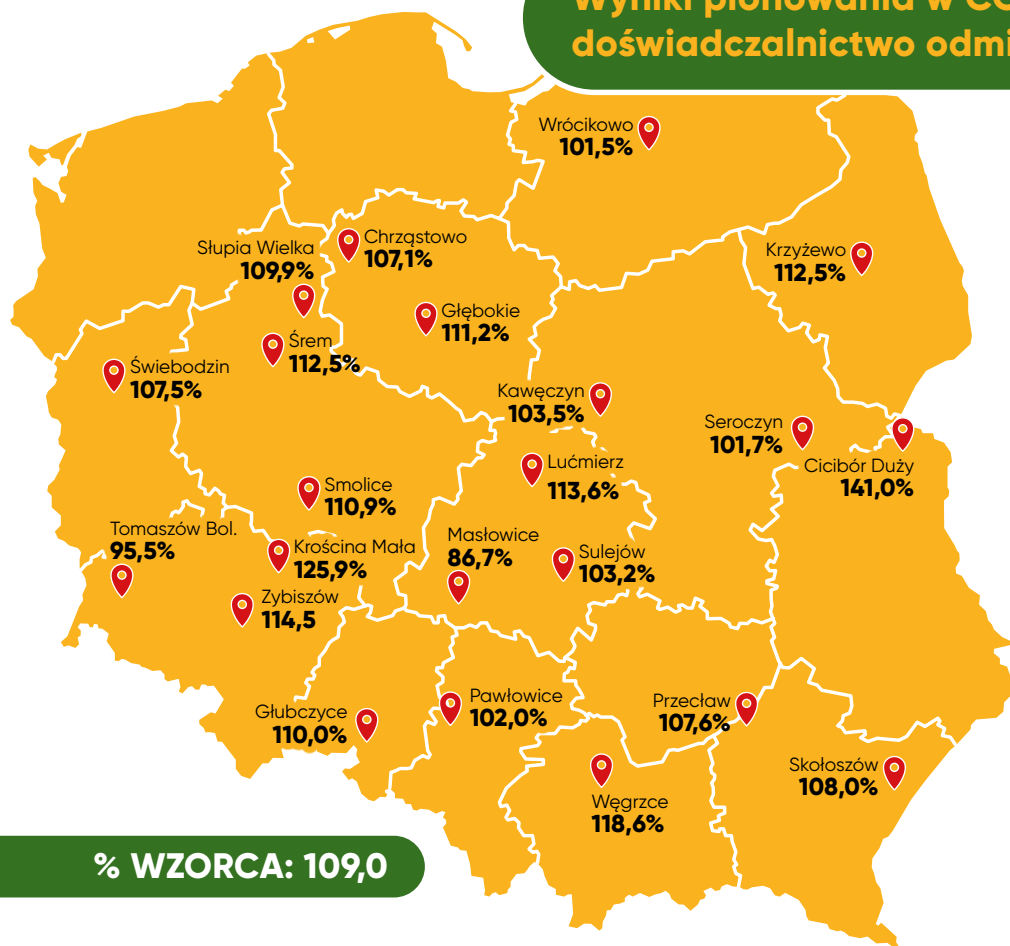 Wyniki plonowania w
doświadczalnictwo
Wrócikowo
101,5%
Słupia Wielka
109,9%
Chrząstowo
107,1%
Krzyżewo
112,5%
Głębokie
111,2%
Śrem
112,5%
Świebodzin
107,5%
Kawęczyn
103,5%
Seroczyn
101,7%
Cicibór Duży
141,0%
Lućmierz
113,6%
Smolice
110,9%
Tomaszów Bol.
95,5%
Krościna Mała
125,9%
Masłowice
86,7%
Sulejów
103,2%
Zybiszów
114,5
Głubczyce
110,0%
Pawłowice
102,0%
Przecław
107,6%
Skołoszów
108,0%
Węgrzce
118,6%
% WZORCA: 109,0